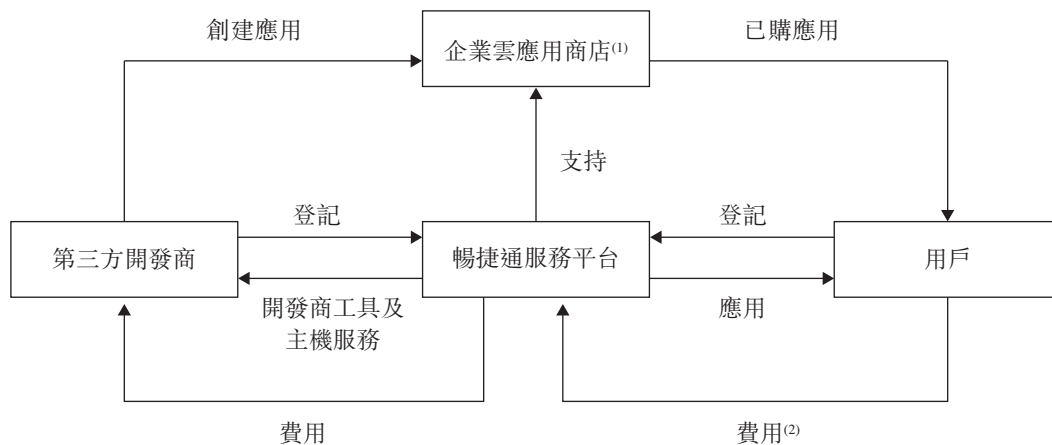 創建應用
企業雲應用商店(1)
已購應用
支持
登記
登記
第三方開發商
暢捷通服務平台
用戶
開發商工具及
主機服務
應用
費用
費用(2)